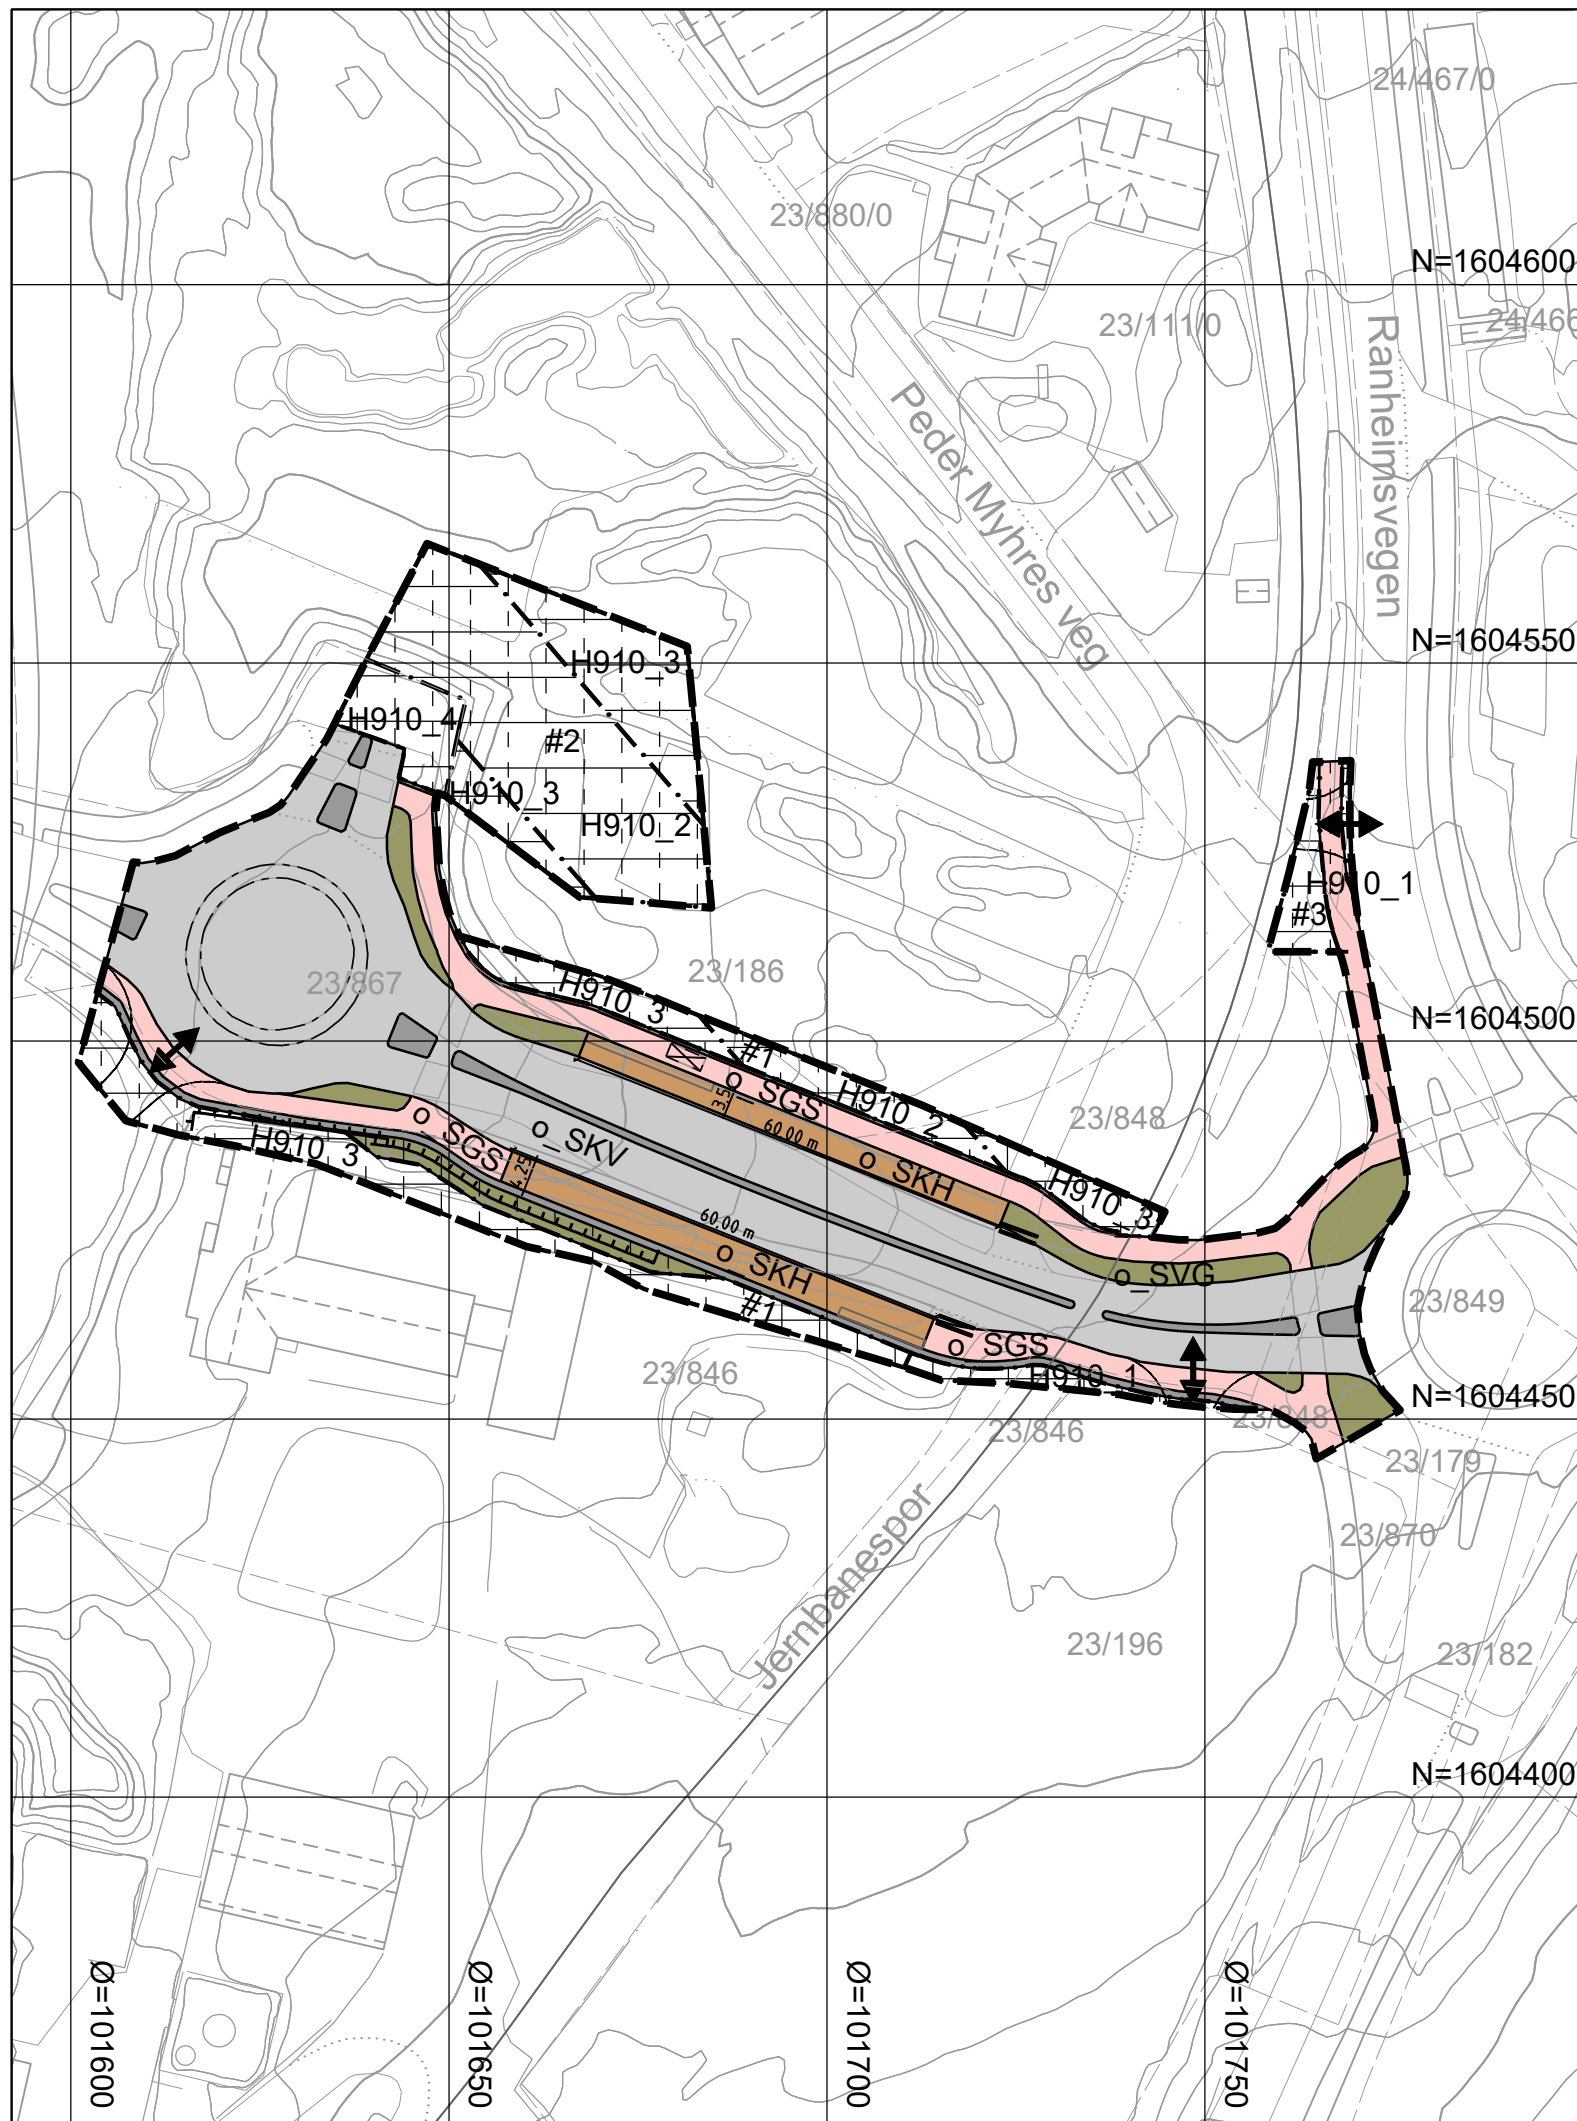 24/467/0
23/880/0
N=1604600
23/111/0
24/466
Ranheimsvegen
Peder Myhres veg
N=1604550
H910_3
H910_4
#2
H910_3
H910_2
H910_1
#3
23/867
23/186
H910_3
N=1604500
#1
o_SGS
H910_2
3.5
60.00 m
23/848
o_SGS
o_SKV
H910_3
o_SKH
4.25
H910_3
60.00 m
o_SKH
o_SVG
#1
23/849
o_SGS
23/846
H910_1
N=1604450
23/846
23/848
23/179
Jernbanespor
23/870
23/196
23/182
N=1604400
Ø=101600
Ø=101650
Ø=101700
Ø=101750